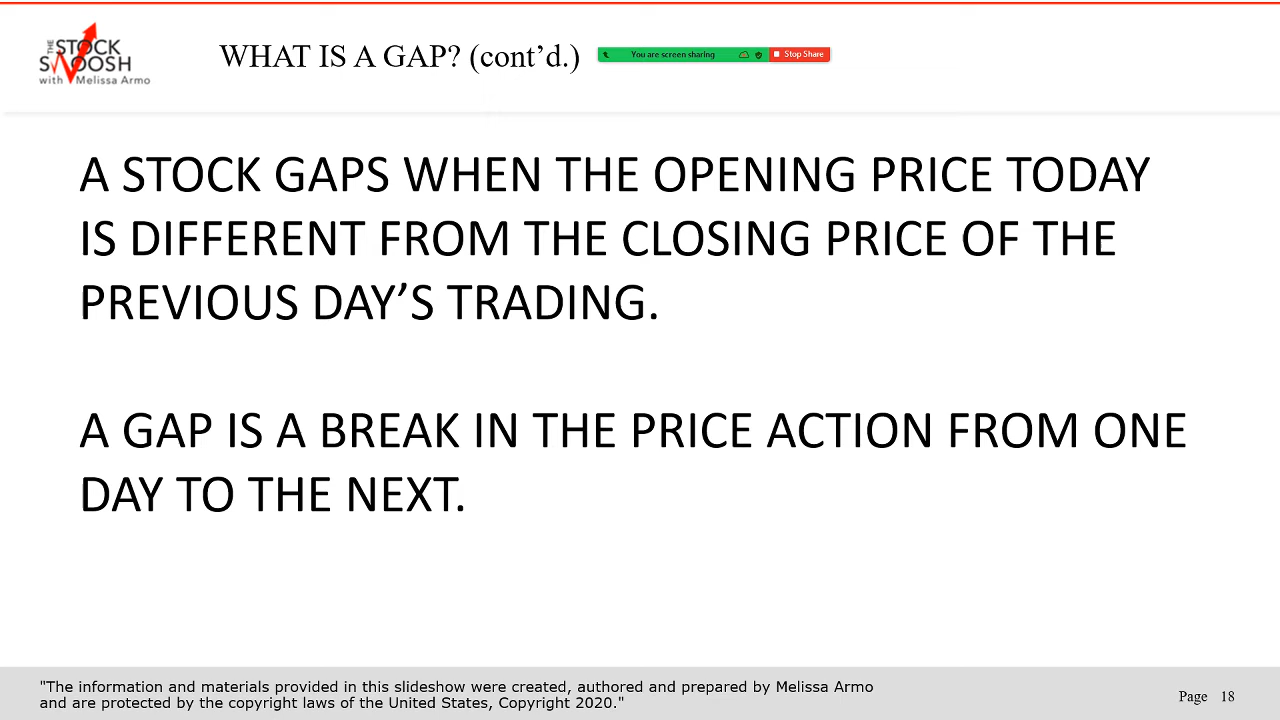 THE
STOCK
SWOOSH
with Melissa Armo
WHAT IS A GAP? (cont’d.)
You are screen sharing
Stop Share
A STOCK GAPS WHEN THE OPENING PRICE TODAY
IS DIFFERENT FROM THE CLOSING PRICE OF THE
PREVIOUS DAY’S TRADING.
A GAP IS A BREAK IN THE PRICE ACTION FROM ONE
DAY TO THE NEXT.
"The information and materials provided in this slideshow were created, authored and prepared by Melissa Armo
and are protected by the copyright laws of the United States, Copyright 2020."
Page 18